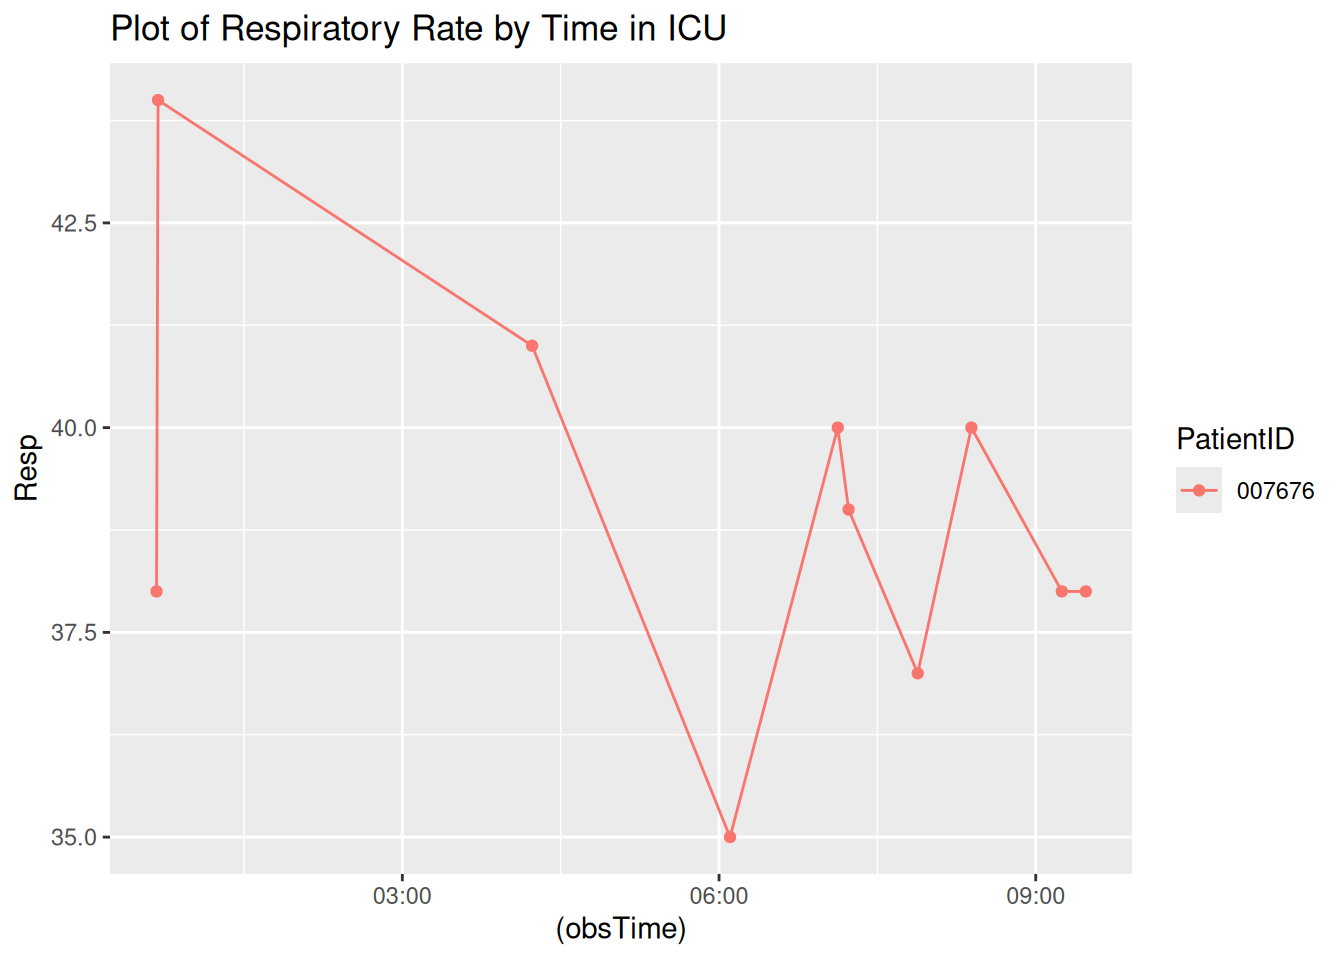 Plot of Respiratory Rate by Time in ICU
42.5
40.0
37.5
35.0
Resp
03:00
06:00
09:00
(obsTime)
PatientID
007676